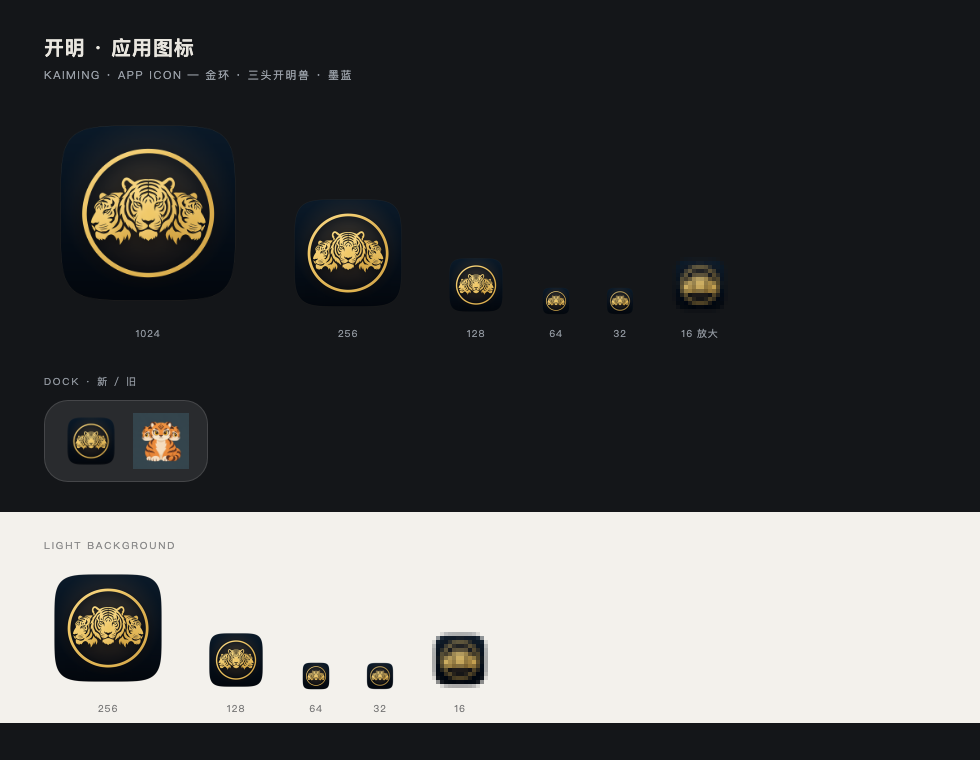 开明 · 应用图标
KAIMING · APP ICON — 金环 · 三头开明兽 · 墨蓝
1024
256
128
64
32
16 放大
DOCK · 新 / 旧
LIGHT BACKGROUND
256
128
64
32
16